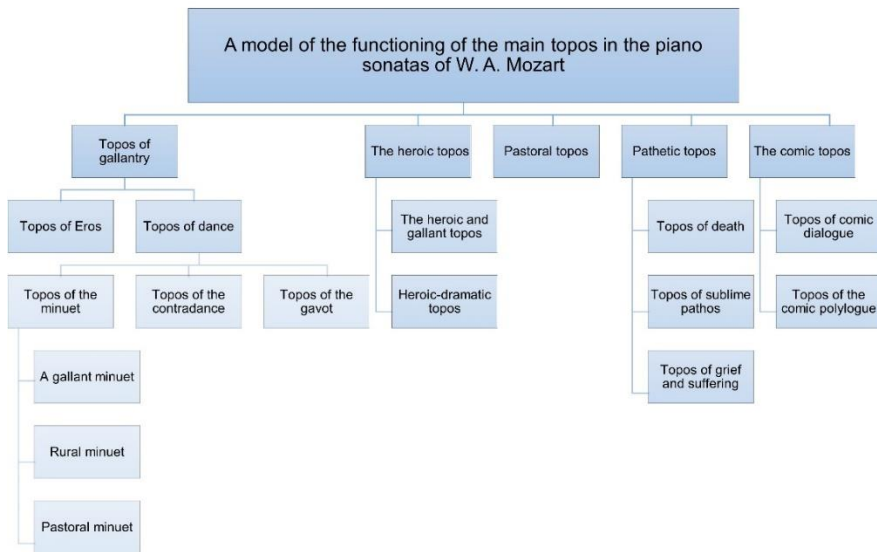 A model of the functioning of the main topos in the piano
sonatas of W. A. Mozart
Topos of
gallantry
The heroic topos
Pastoral topos
Pathetic topos
The comic topos
Topos of Eros
Topos of dance
The heroic and
gallant topos
Topos of death
Topos of comic
dialogue
Topos of the
minuet
Topos of the
contradance
Topos of the
gavot
Heroic-dramatic
topos
Topos of sublime
pathos
Topos of the
comic polylogue
A gallant minuet
Topos of grief
and suffering
Rural minuet
Pastoral minuet